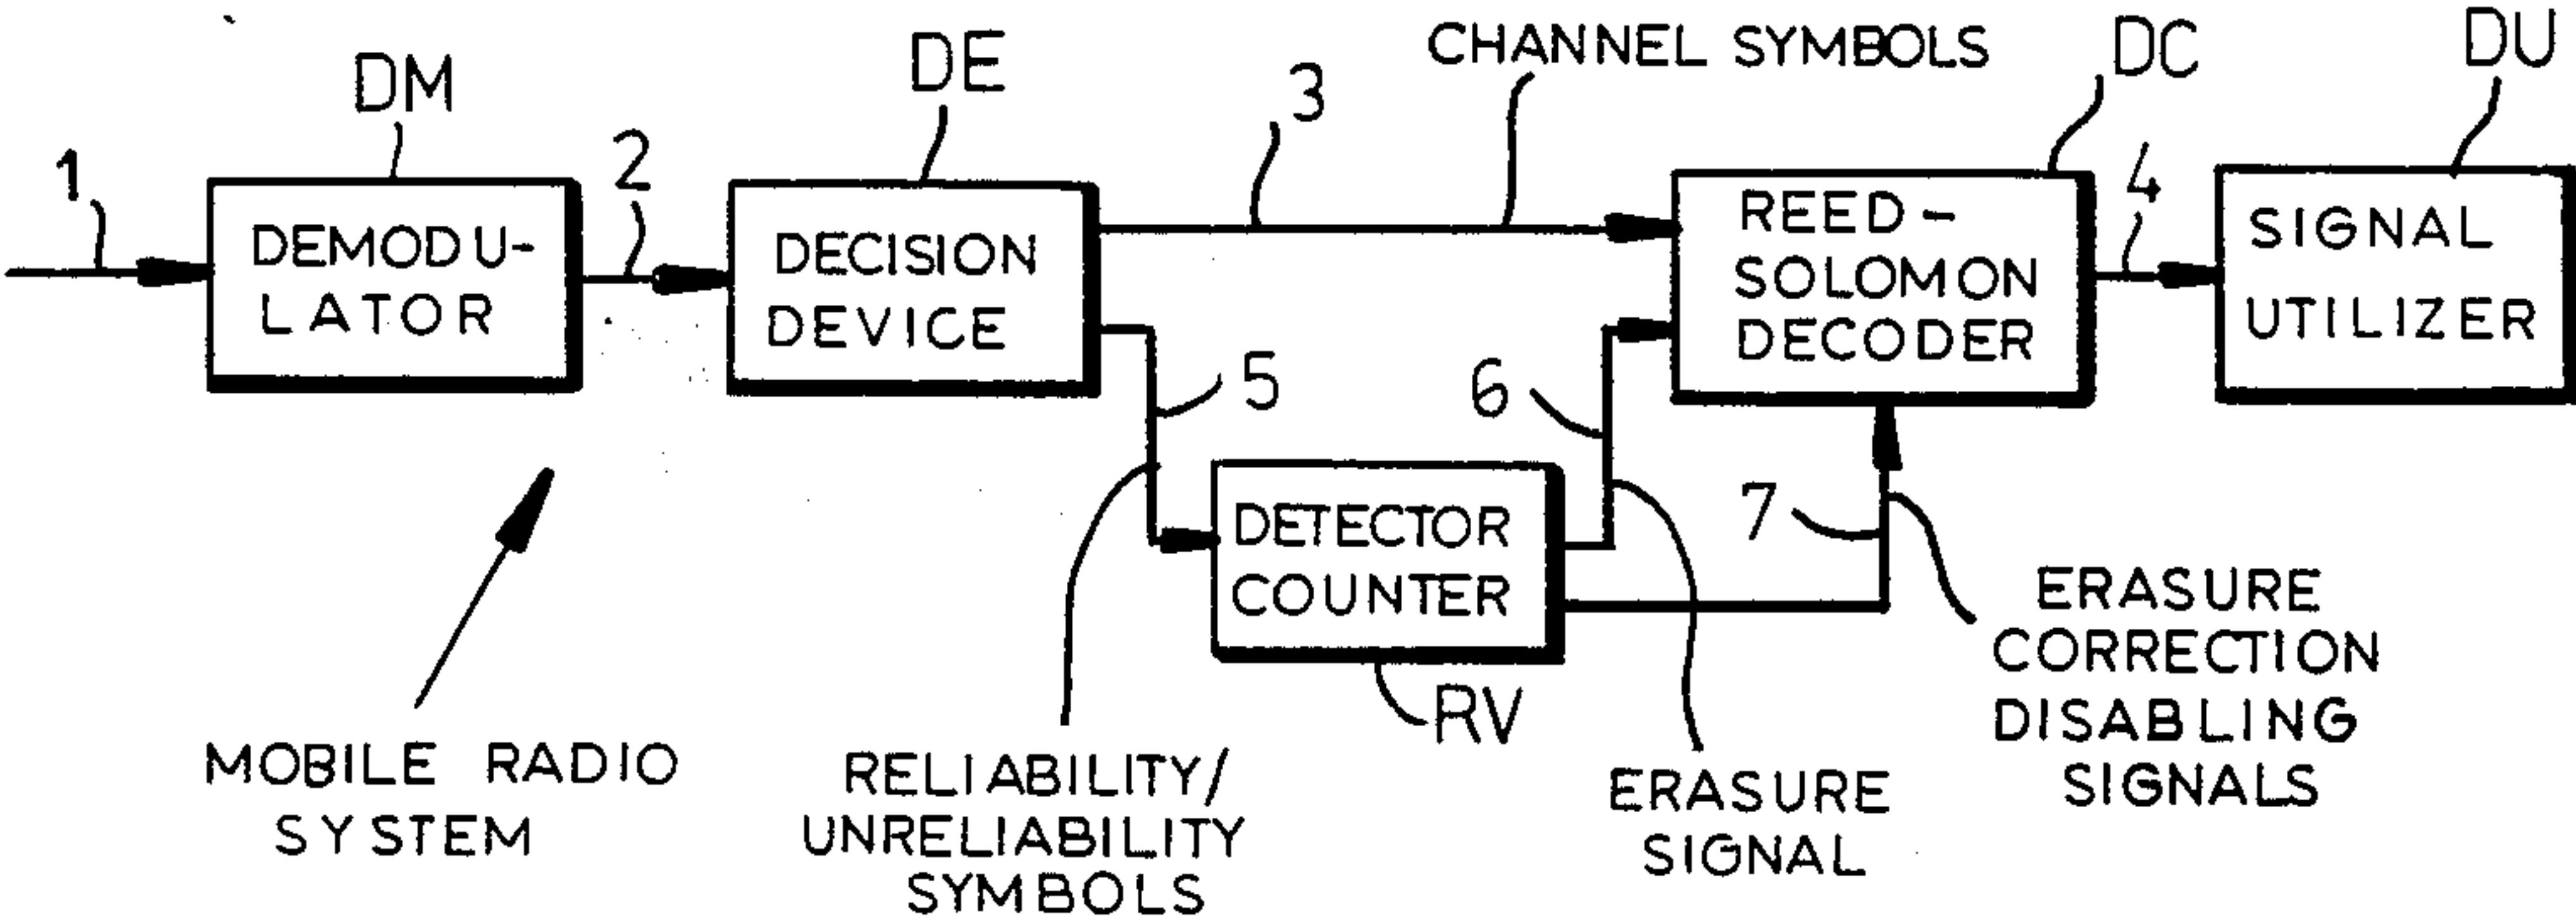 DM
DE
CHANNEL SYMBOLS
DC
DU
1
2
3
4
DEMODU-
LATOR
DECISION
DEVICE
REED-
SOLOMON
DECODER
SIGNAL
UTILIZER
5
6
7
DETECTOR
COUNTER
RV
MOBILE RADIO
SYSTEM
RELIABILITY/
UNRELIABILITY
SYMBOLS
ERASURE
SIGNAL
ERASURE
CORRECTION
DISABLING
SIGNALS